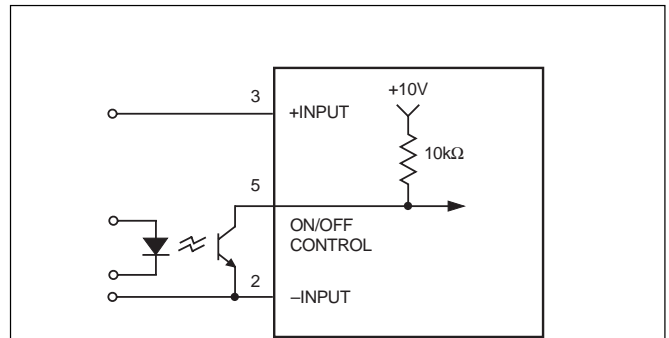 +10V
3
+INPUT
10kΩ
5
ON/OFF
CONTROL
2
–INPUT